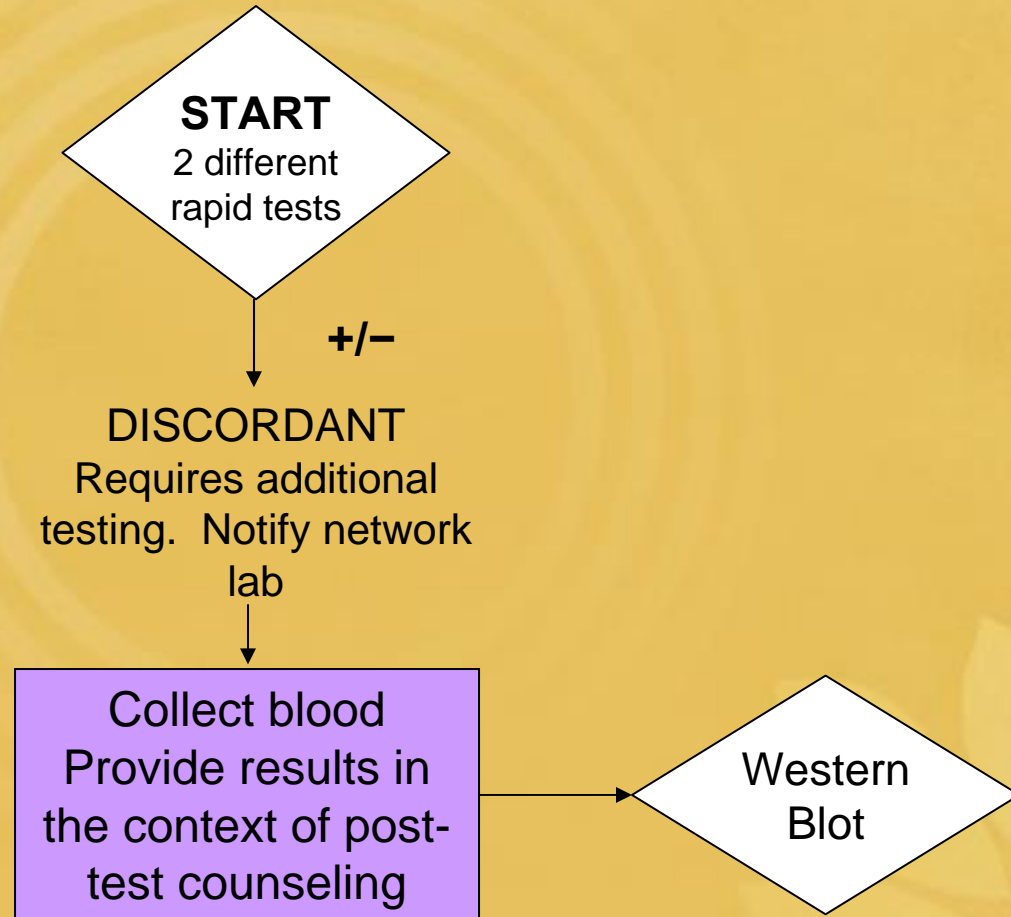 START
2 different
rapid tests
+/−
DISCORDANT
Requires additional
testing.  Notify network
lab
Collect blood
Provide results in
the context of post-
test counseling
Western
Blot